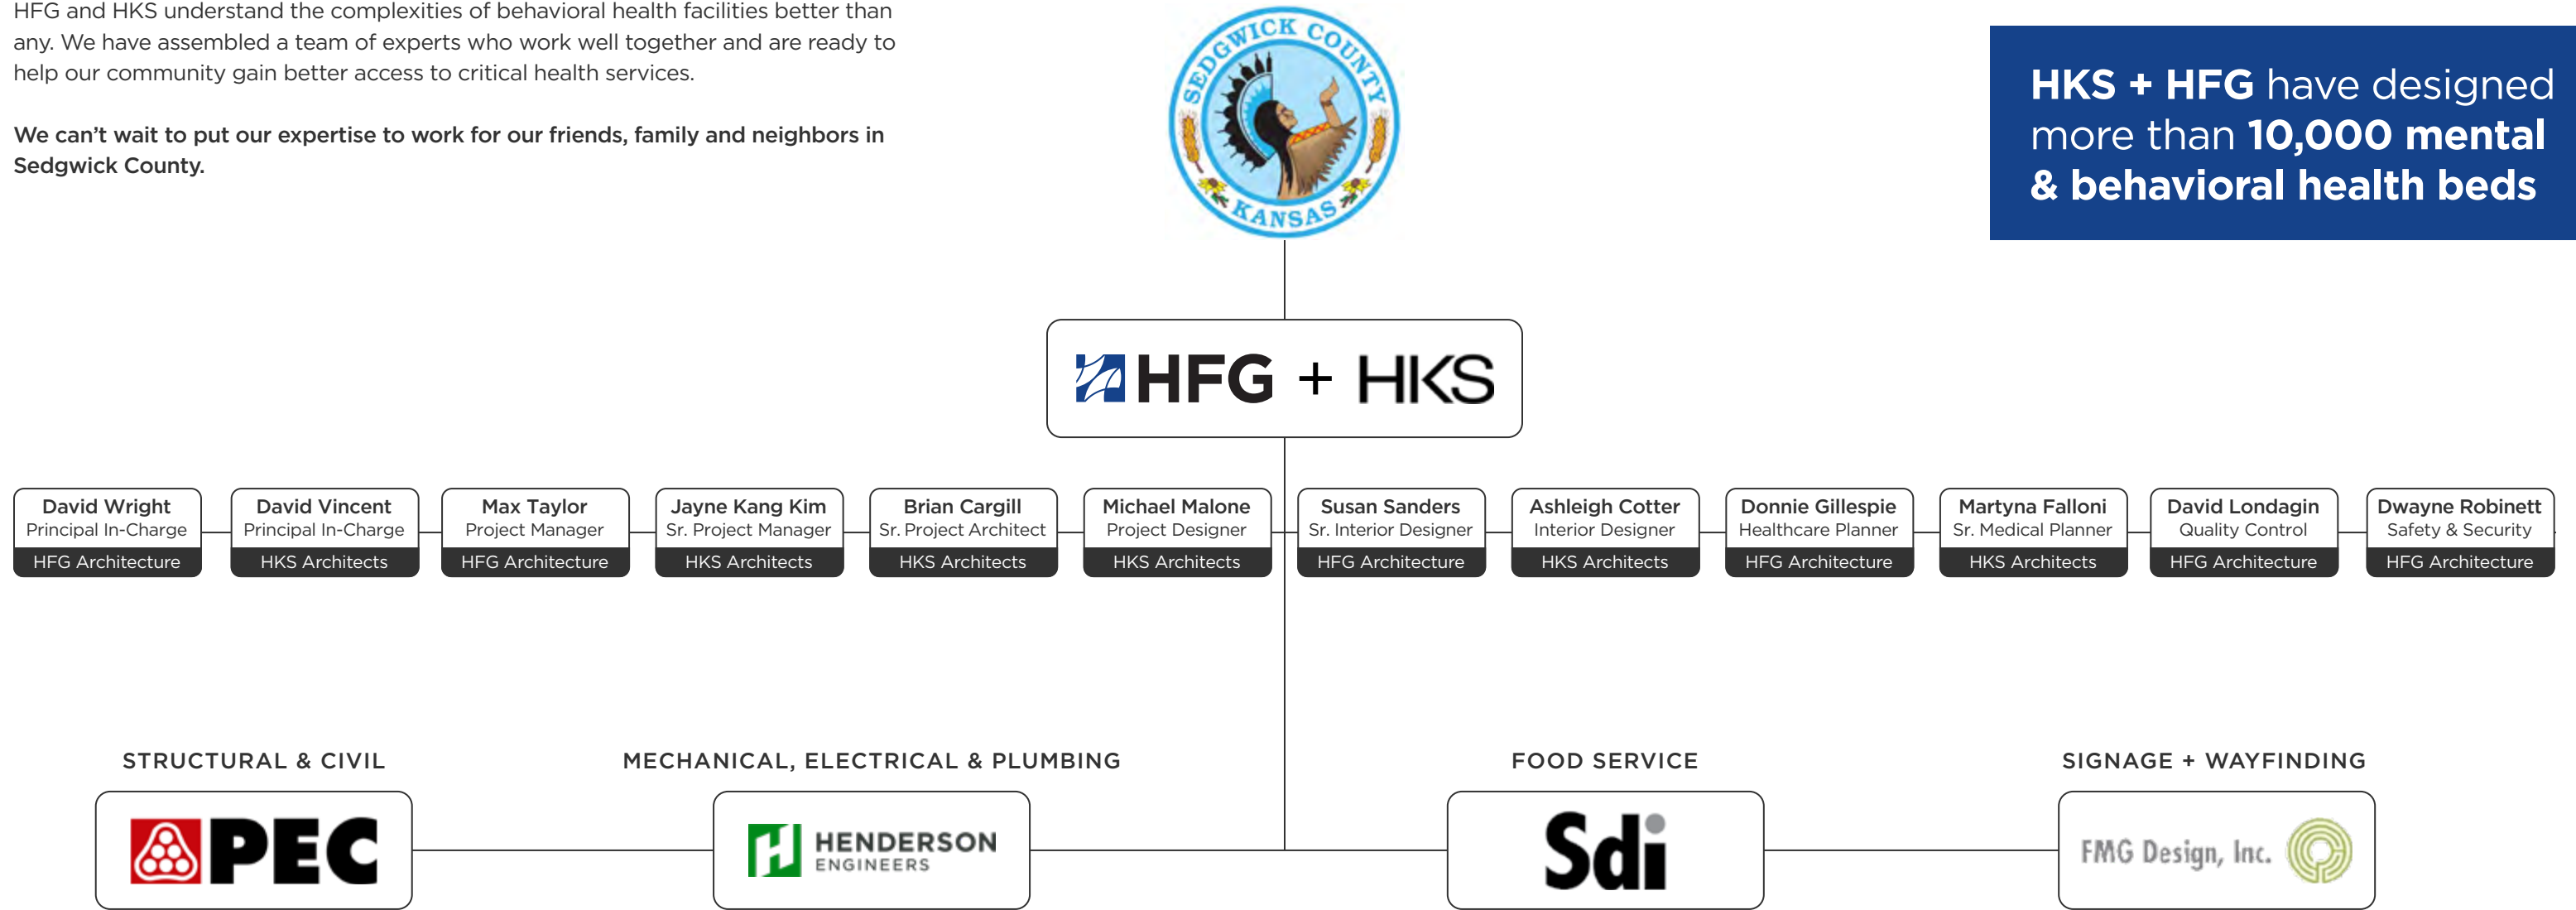 HFG and HKS understand the complexities of behavioral health facilities better than
any. We have assembled a team of experts who work well together and are ready to
help our community gain better access to critical health services.
We can't wait to put our expertise to work for our friends, family and neighbors in
Sedgwick County.
SEDGWICK COUNTY
KANSAS
HKS + HFG have designed
more than 10,000 mental
& behavioral health beds
HFG + HKS
David Wright
Principal In-Charge
HFG Architecture
David Vincent
Principal In-Charge
HKS Architects
Max Taylor
Project Manager
HFG Architecture
Jayne Kang Kim
Sr. Project Manager
HKS Architects
Brian Cargill
Sr. Project Architect
HKS Architects
Michael Malone
Project Designer
HKS Architects
Susan Sanders
Sr. Interior Designer
HFG Architecture
Ashleigh Cotter
Interior Designer
HKS Architects
Donnie Gillespie
Healthcare Planner
HFG Architecture
Martyna Falloni
Sr. Medical Planner
HKS Architects
David Londagin
Quality Control
HFG Architecture
Dwayne Robinett
Safety & Security
HFG Architecture
STRUCTURAL & CIVIL
PEC
MECHANICAL, ELECTRICAL & PLUMBING
HENDERSON
ENGINEERS
FOOD SERVICE
Sdi
SIGNAGE + WAYFINDING
FMG Design, Inc.